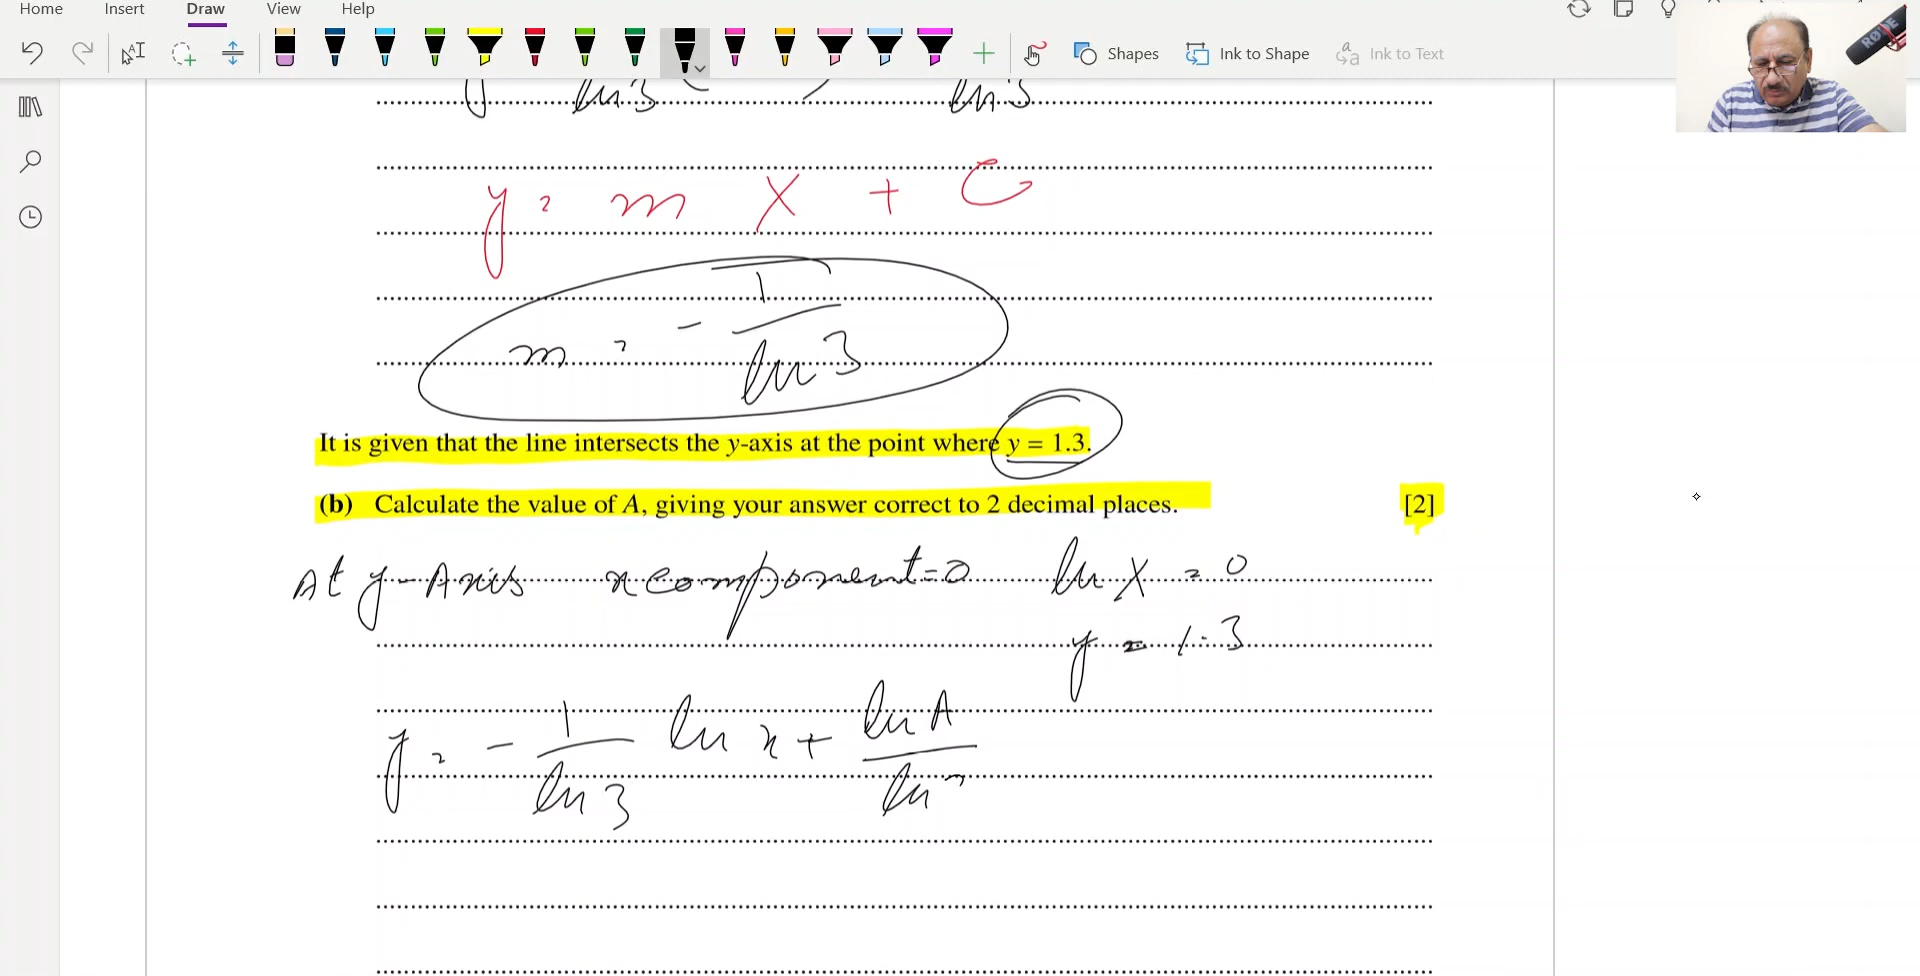 Home Insert Draw View Help
Shapes Ink to Shape Ink to Text
RØDE
y ln 3 ln 3
y = m X + C
m = - 1 / ln 3
It is given that the line intersects the y-axis at the point where y = 1.3.
(b) Calculate the value of A, giving your answer correct to 2 decimal places. [2]
At y-Axis x component = 0 ln X = 0
y = 1.3
y = - 1 / ln 3 ln x + ln A / ln